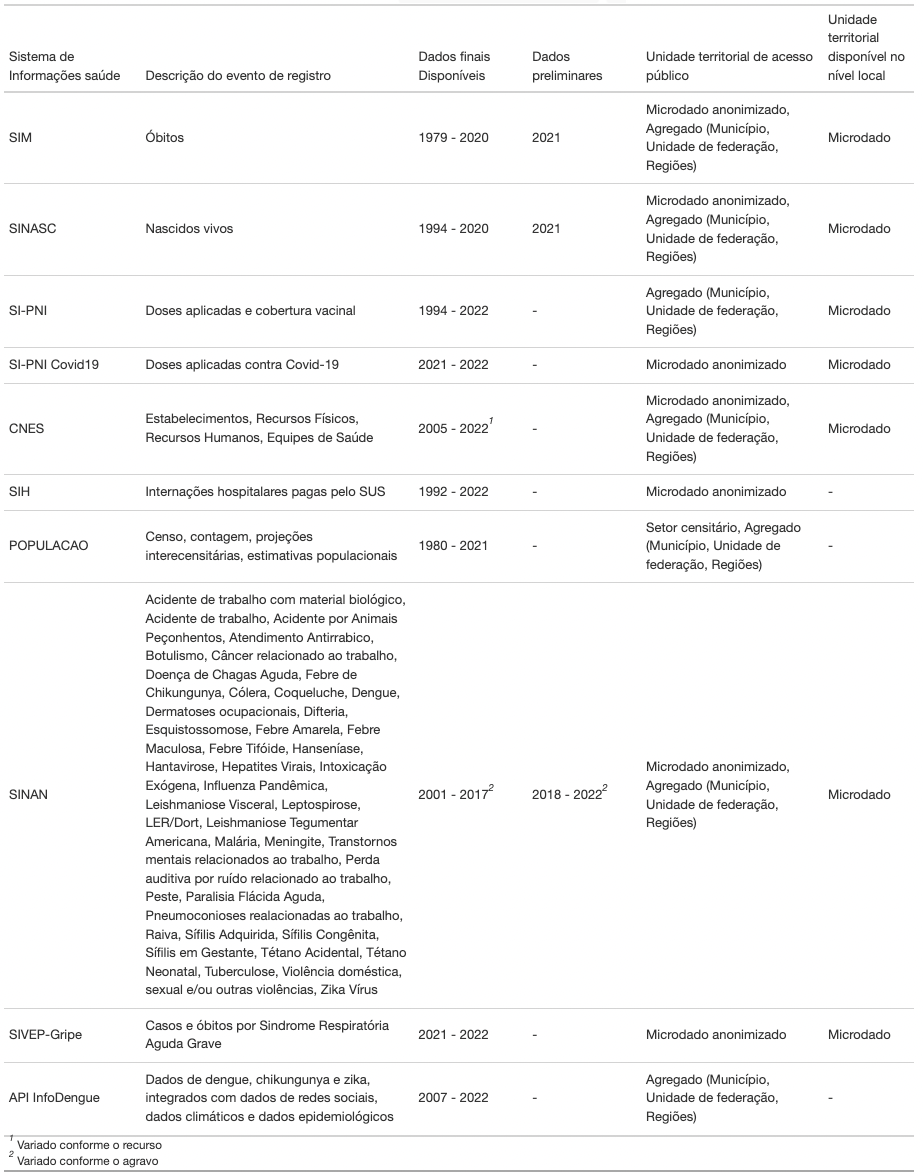 Sistema de
Informações saúde
Descrição do evento de registro
Dados finais
Disponíveis
Dados
preliminares
Unidade territorial de acesso
público
Unidade
territorial
disponível no
nível local
SIM
Óbitos
1979 - 2020
2021
Microdado anonimizado,
Agregado (Município,
Unidade de federação,
Regiões)
Microdado
SINASC
Nascidos vivos
1994 - 2020
2021
Microdado anonimizado,
Agregado (Município,
Unidade de federação,
Regiões)
Microdado
SI-PNI
Doses aplicadas e cobertura vacinal
1994 - 2022
-
Agregado (Município,
Unidade de federação,
Regiões)
Microdado
SI-PNI Covid19
Doses aplicadas contra Covid-19
2021 - 2022
-
Microdado anonimizado
Microdado
CNES
Estabelecimentos, Recursos Físicos,
Recursos Humanos, Equipes de Saúde
2005 - 2022¹
-
Microdado anonimizado,
Agregado (Município,
Unidade de federação,
Regiões)
Microdado
SIH
Internações hospitalares pagas pelo SUS
1992 - 2022
-
Microdado anonimizado
-
POPULACAO
Censo, contagem, projeções
interecensitárias, estimativas populacionais
1980 - 2021
-
Setor censitário, Agregado
(Município, Unidade de
federação, Regiões)
-
SINAN
Acidente de trabalho com material biológico,
Acidente de trabalho, Acidente por Animais
Peçonhentos, Atendimento Antirrabico,
Botulismo, Câncer relacionado ao trabalho,
Doença de Chagas Aguda, Febre de
Chikungunya, Cólera, Coqueluche, Dengue,
Dermatoses ocupacionais, Difteria,
Esquistossomose, Febre Amarela, Febre
Maculosa, Febre Tifóide, Hanseníase,
Hantavirose, Hepatites Virais, Intoxicação
Exógena, Influenza Pandêmica,
Leishmaniose Visceral, Leptospirose,
LER/Dort, Leishmaniose Tegumentar
Americana, Malária, Meningite, Transtornos
mentais relacionados ao trabalho, Perda
auditiva por ruído relacionado ao trabalho,
Peste, Paralisia Flácida Aguda,
Pneumoconioses realacionadas ao trabalho,
Raiva, Sífilis Adquirida, Sífilis Congênita,
Sífilis em Gestante, Tétano Acidental, Tétano
Neonatal, Tuberculose, Violência doméstica,
sexual e/ou outras violências, Zika Vírus
2001 - 2017²
2018 - 2022²
Microdado anonimizado,
Agregado (Município,
Unidade de federação,
Regiões)
Microdado
SIVEP-Gripe
Casos e óbitos por Sindrome Respiratória
Aguda Grave
2021 - 2022
-
Microdado anonimizado
Microdado
API InfoDengue
Dados de dengue, chikungunya e zika,
integrados com dados de redes sociais,
dados climáticos e dados epidemiológicos
2007 - 2022
-
Agregado (Município,
Unidade de federação,
Regiões)
-
¹ Variado conforme o recurso
² Variado conforme o agravo